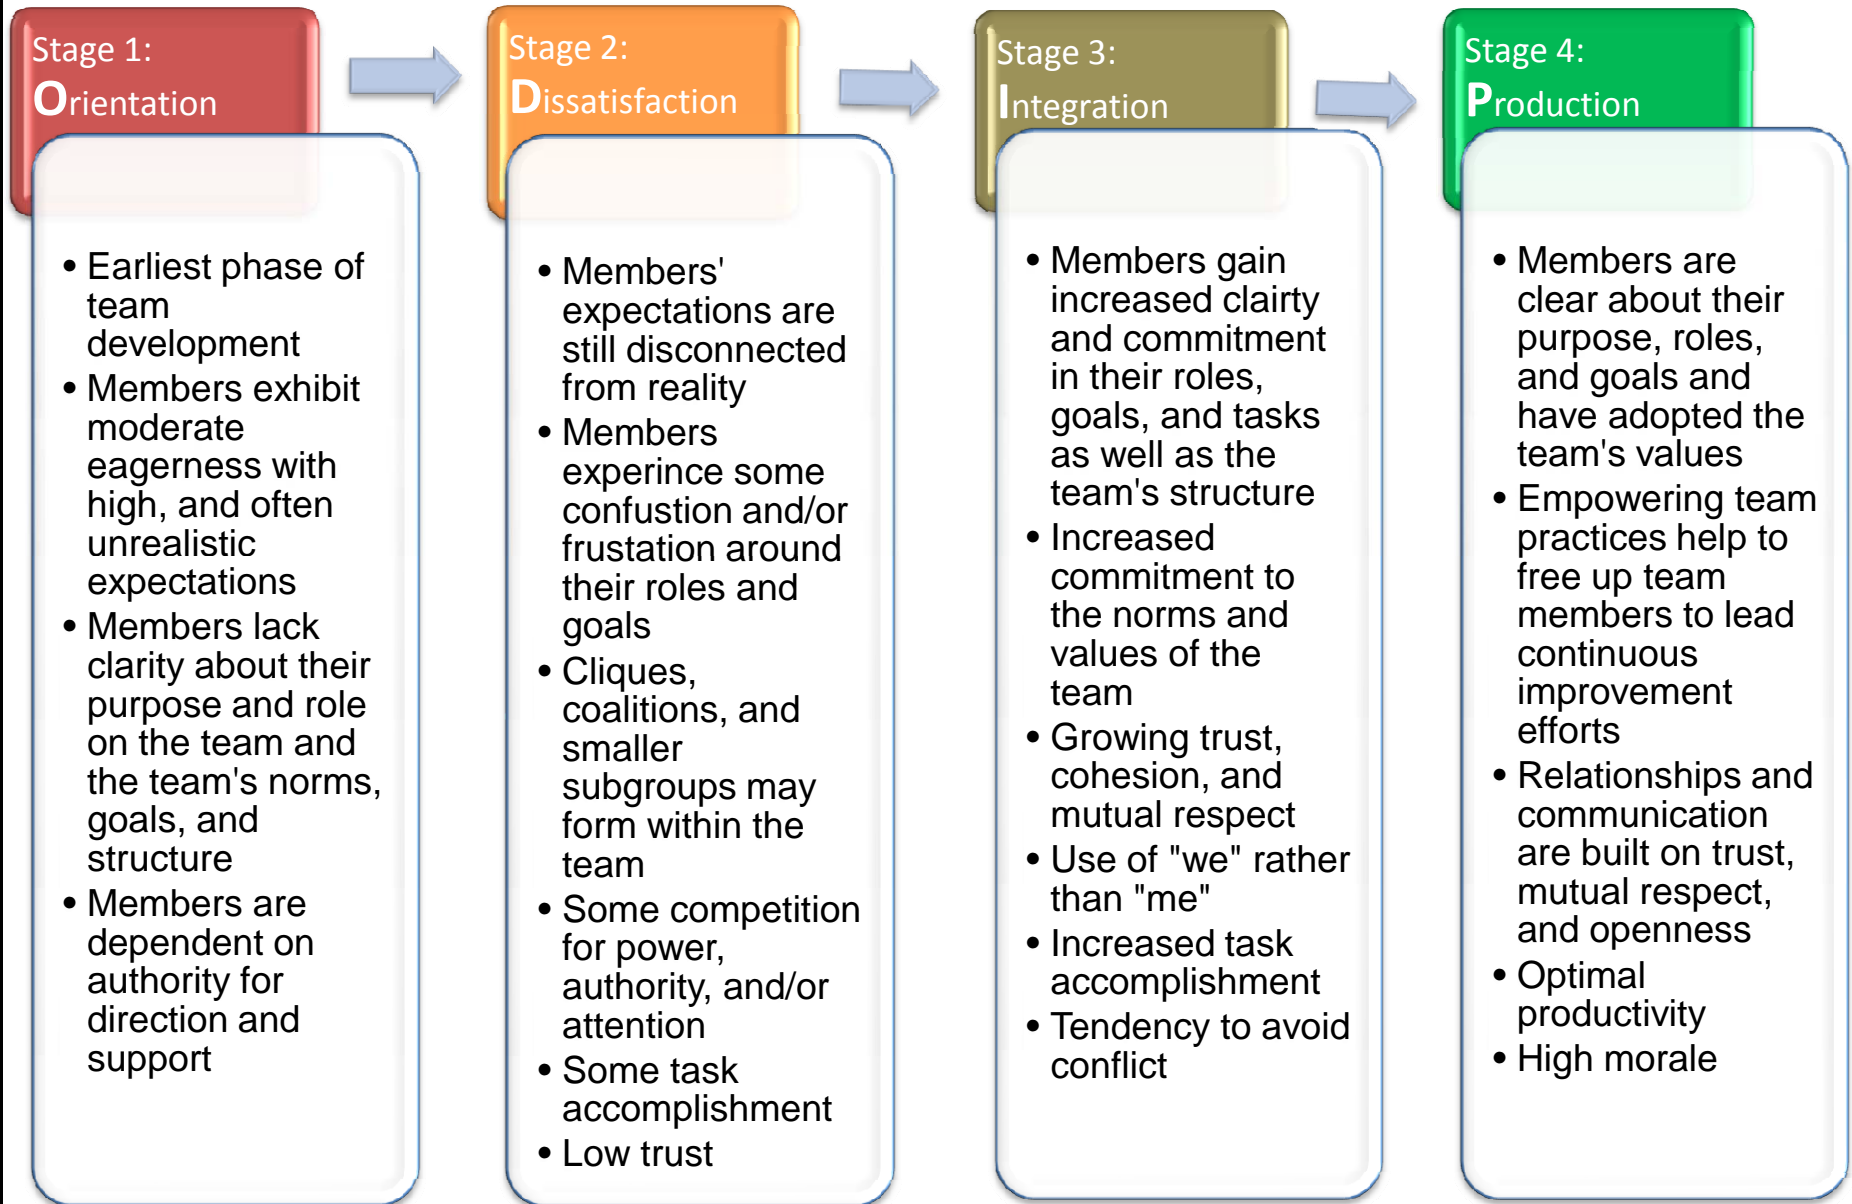 Stage 1:
Orientation
• Earliest phase of
team
development
• Members exhibit
moderate
eagerness with
high, and often
unrealistic
expectations
• Members lack
clarity about their
purpose and role
on the team and
the team's norms,
goals, and
structure
• Members are
dependent on
authority for
direction and
support
Stage 2:
Dissatisfaction
• Members'
expectations are
still disconnected
from reality
• Members
experince some
confustion and/or
frustation around
their roles and
goals
• Cliques,
coalitions, and
smaller
subgroups may
form within the
team
• Some competition
for power,
authority, and/or
attention
• Some task
accomplishment
• Low trust
Stage 3:
Integration
• Members gain
increased clairty
and commitment
in their roles,
goals, and tasks
as well as the
team's structure
• Increased
commitment to
the norms and
values of the
team
• Growing trust,
cohesion, and
mutual respect
• Use of "we" rather
than "me"
• Increased task
accomplishment
• Tendency to avoid
conflict
Stage 4:
Production
• Members are
clear about their
purpose, roles,
and goals and
have adopted the
team's values
• Empowering team
practices help to
free up team
members to lead
continuous
improvement
efforts
• Relationships and
communication
are built on trust,
mutual respect,
and openness
• Optimal
productivity
• High morale